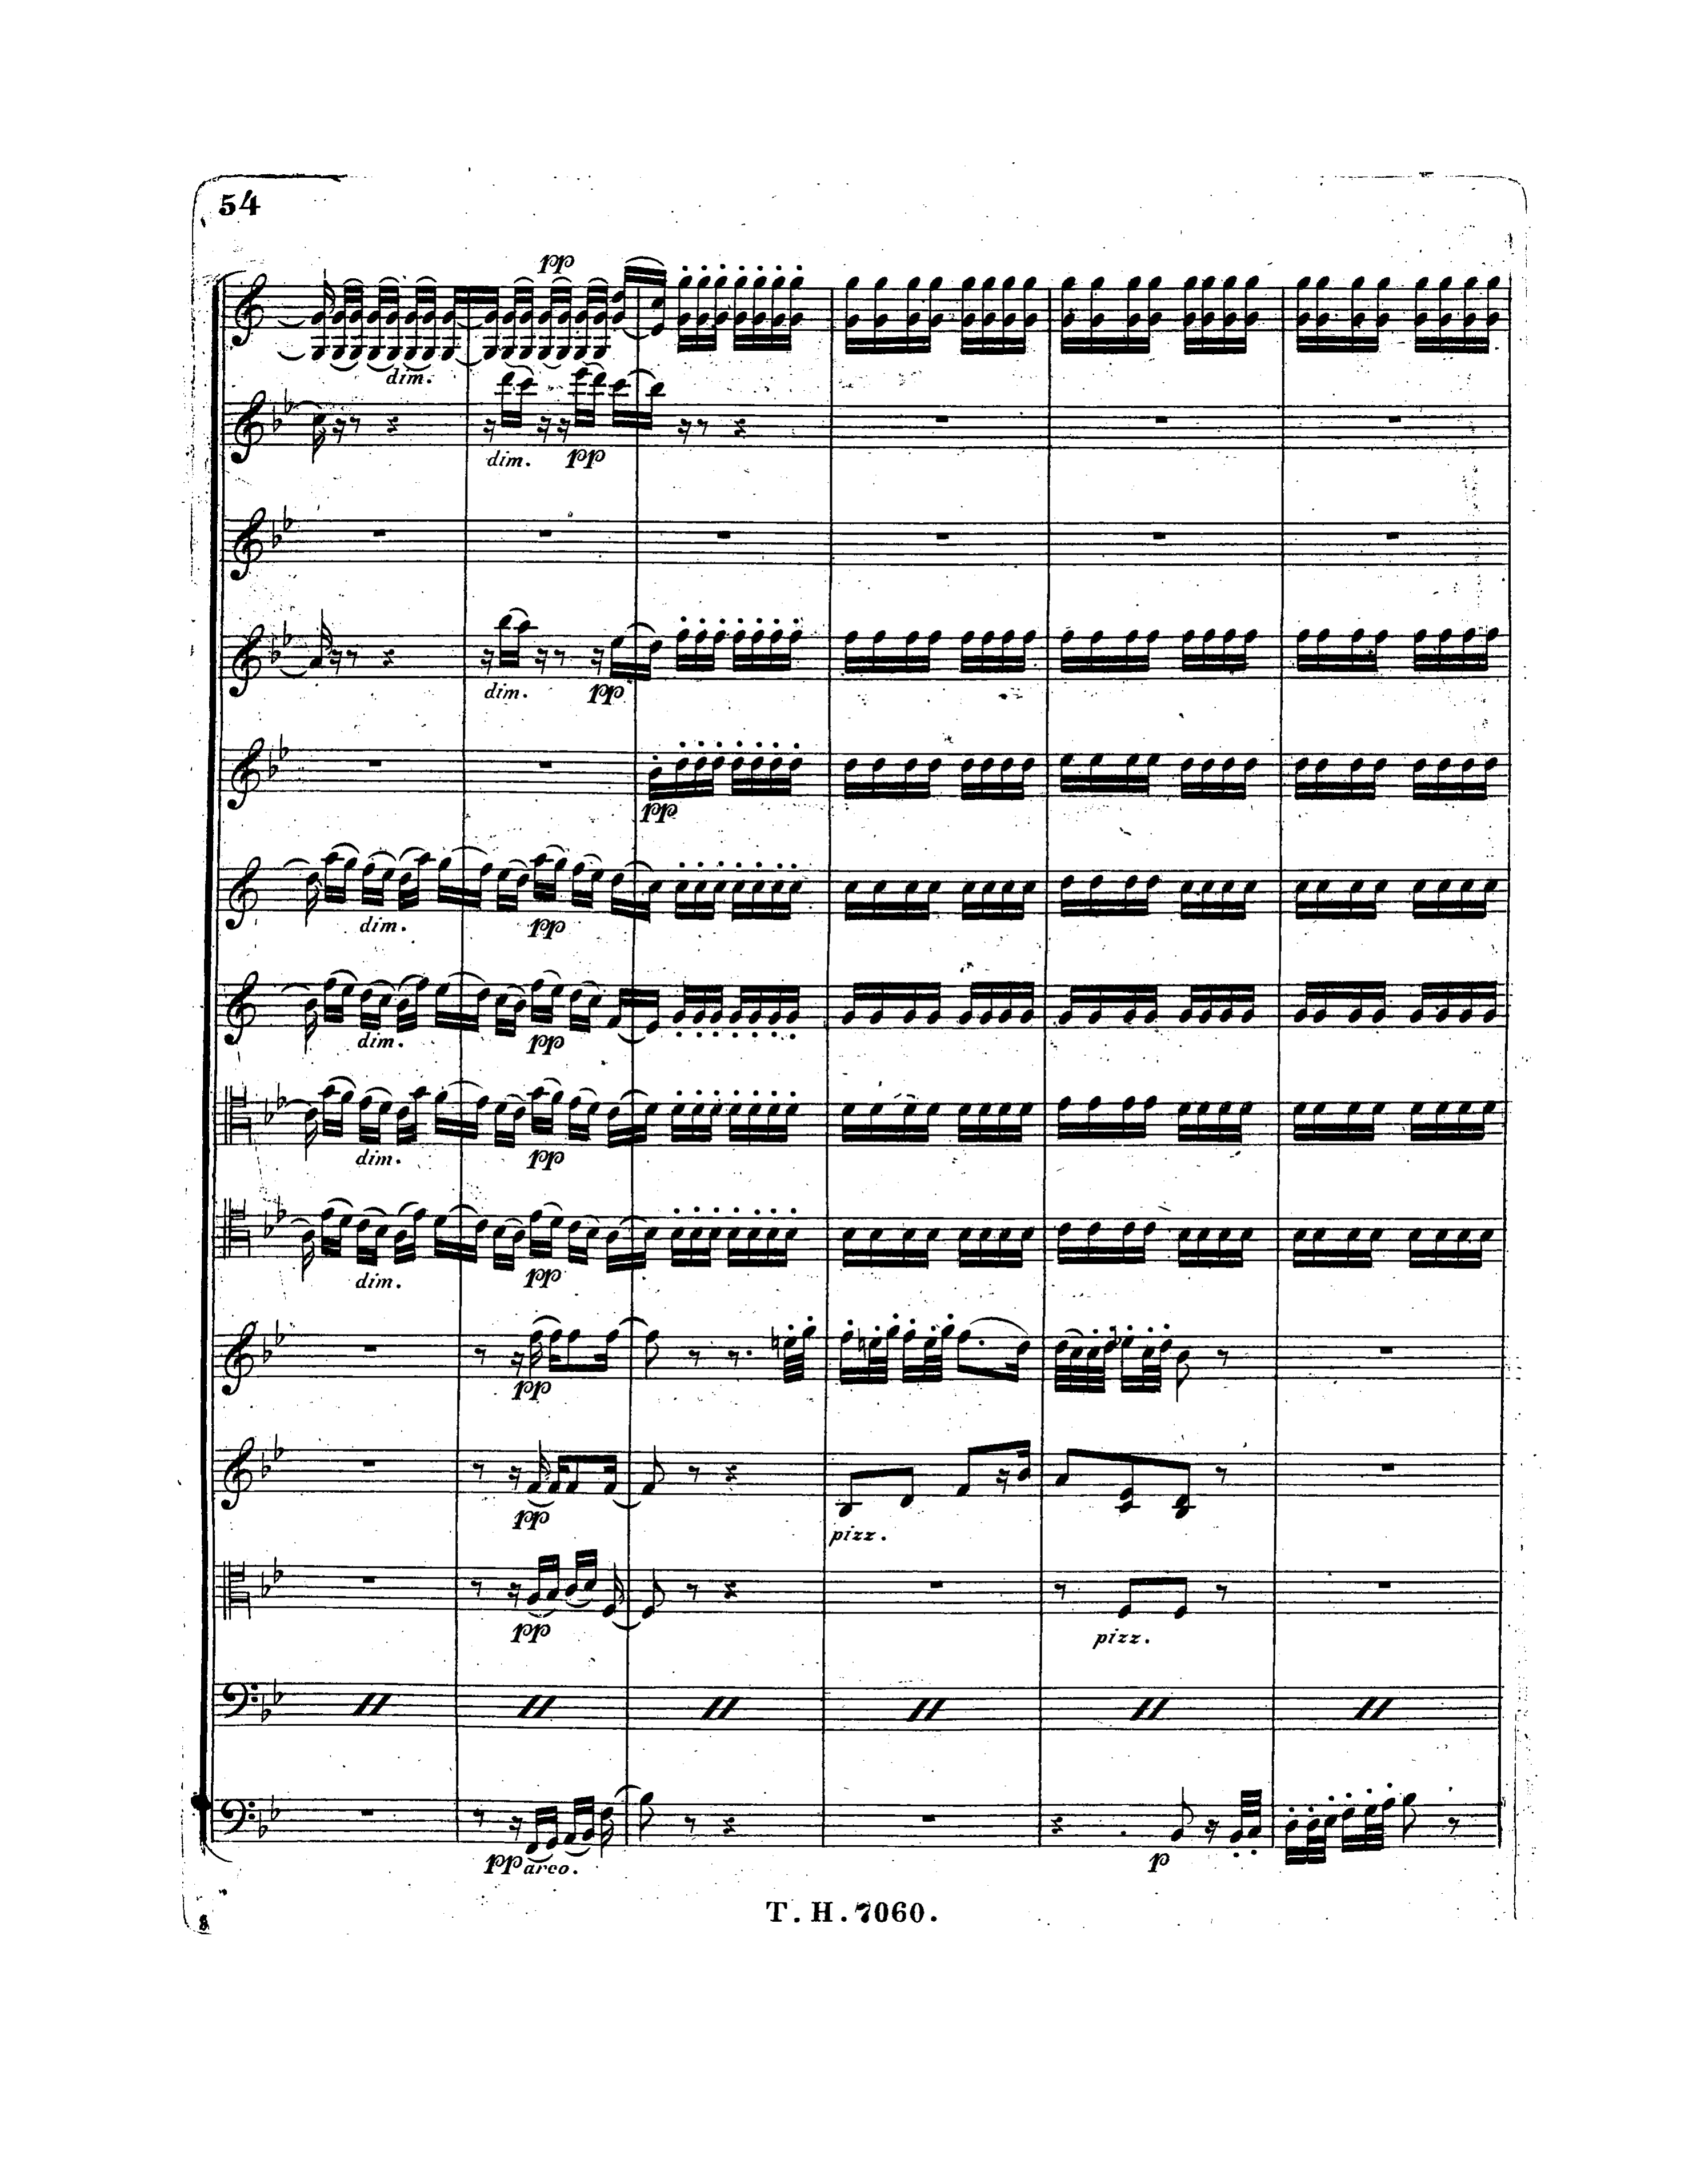 54
pp
dim.
dim. pp
dim. pp
pp
dim. pp
dim. pp
dim. pp
dim. pp
pp
pp pizz.
pp pizz.
pp arco. p
T. H. 7060.
8